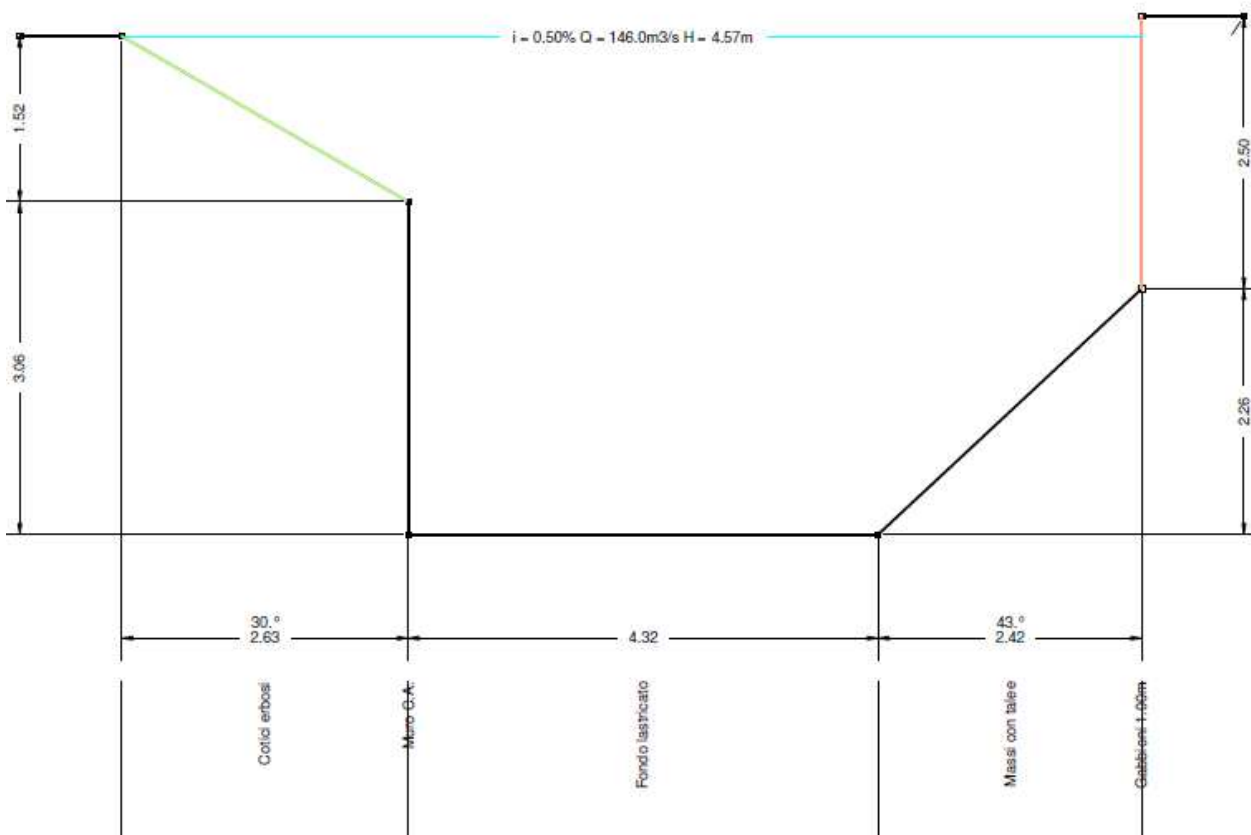 i = 0.50% Q = 146.0m3/s H = 4.57m
1.52
2.50
3.06
2.26
30.°
2.63
4.32
43.°
2.42
Cotici erbosi
Muro C.A.
Fondo lastricato
Massi con talee
Gabbioni 1.00m